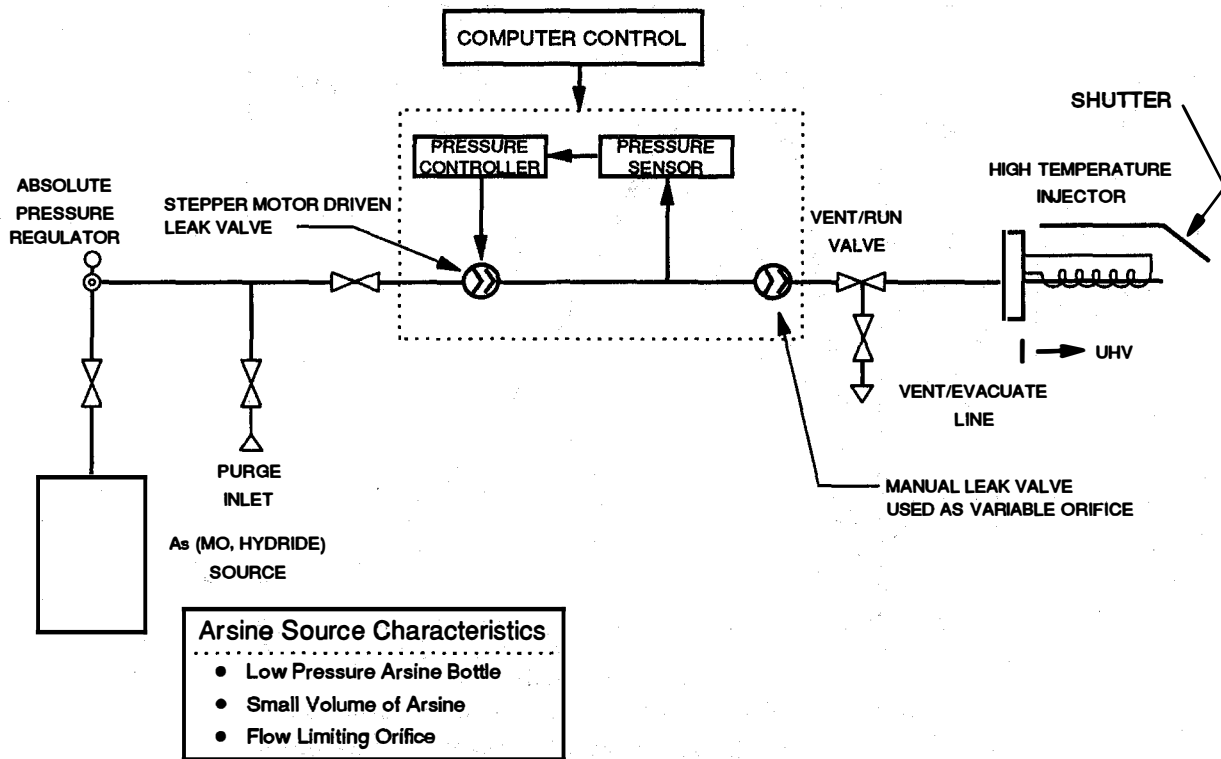 COMPUTER CONTROL
SHUTTER
PRESSURE
CONTROLLER
PRESSURE
SENSOR
HIGH TEMPERATURE
INJECTOR
ABSOLUTE
PRESSURE
REGULATOR
STEPPER MOTOR DRIVEN
LEAK VALVE
VENT/RUN
VALVE
UHV
VENT/EVACUATE
LINE
PURGE
INLET
MANUAL LEAK VALVE
USED AS VARIABLE ORIFICE
As (MO, HYDRIDE)
SOURCE
Arsine Source Characteristics
● Low Pressure Arsine Bottle
● Small Volume of Arsine
● Flow Limiting Orifice